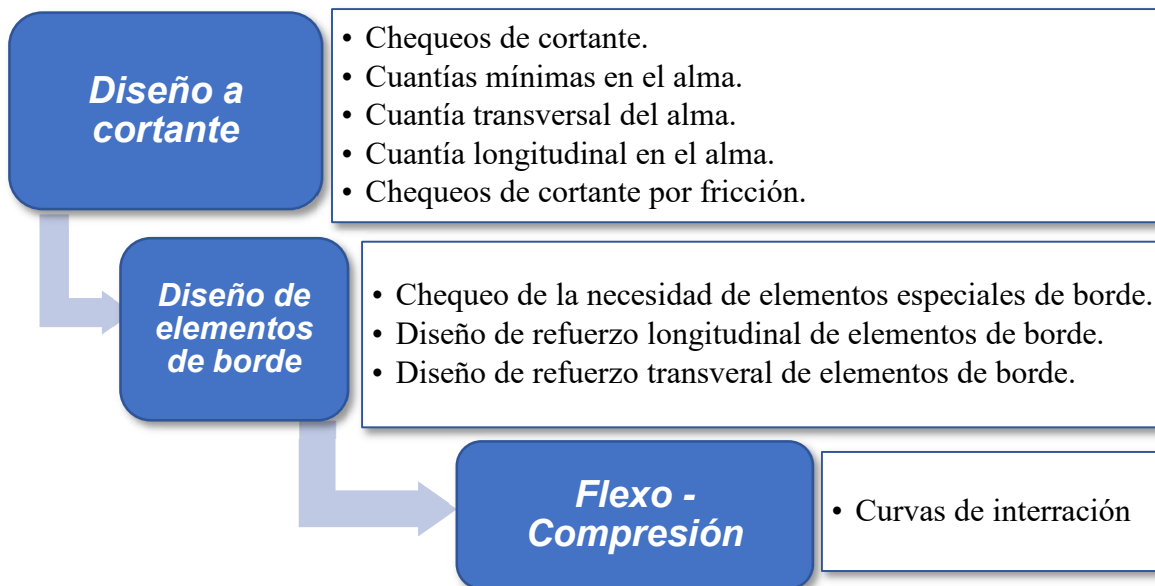 Diseño a
cortante
• Chequeos de cortante.
• Cuantías mínimas en el alma.
• Cuantía transversal del alma.
• Cuantía longitudinal en el alma.
• Chequeos de cortante por fricción.
Diseño de
elementos
de borde
• Chequeo de la necesidad de elementos especiales de borde.
• Diseño de refuerzo longitudinal de elementos de borde.
• Diseño de refuerzo transveral de elementos de borde.
Flexo -
Compresión
• Curvas de interración